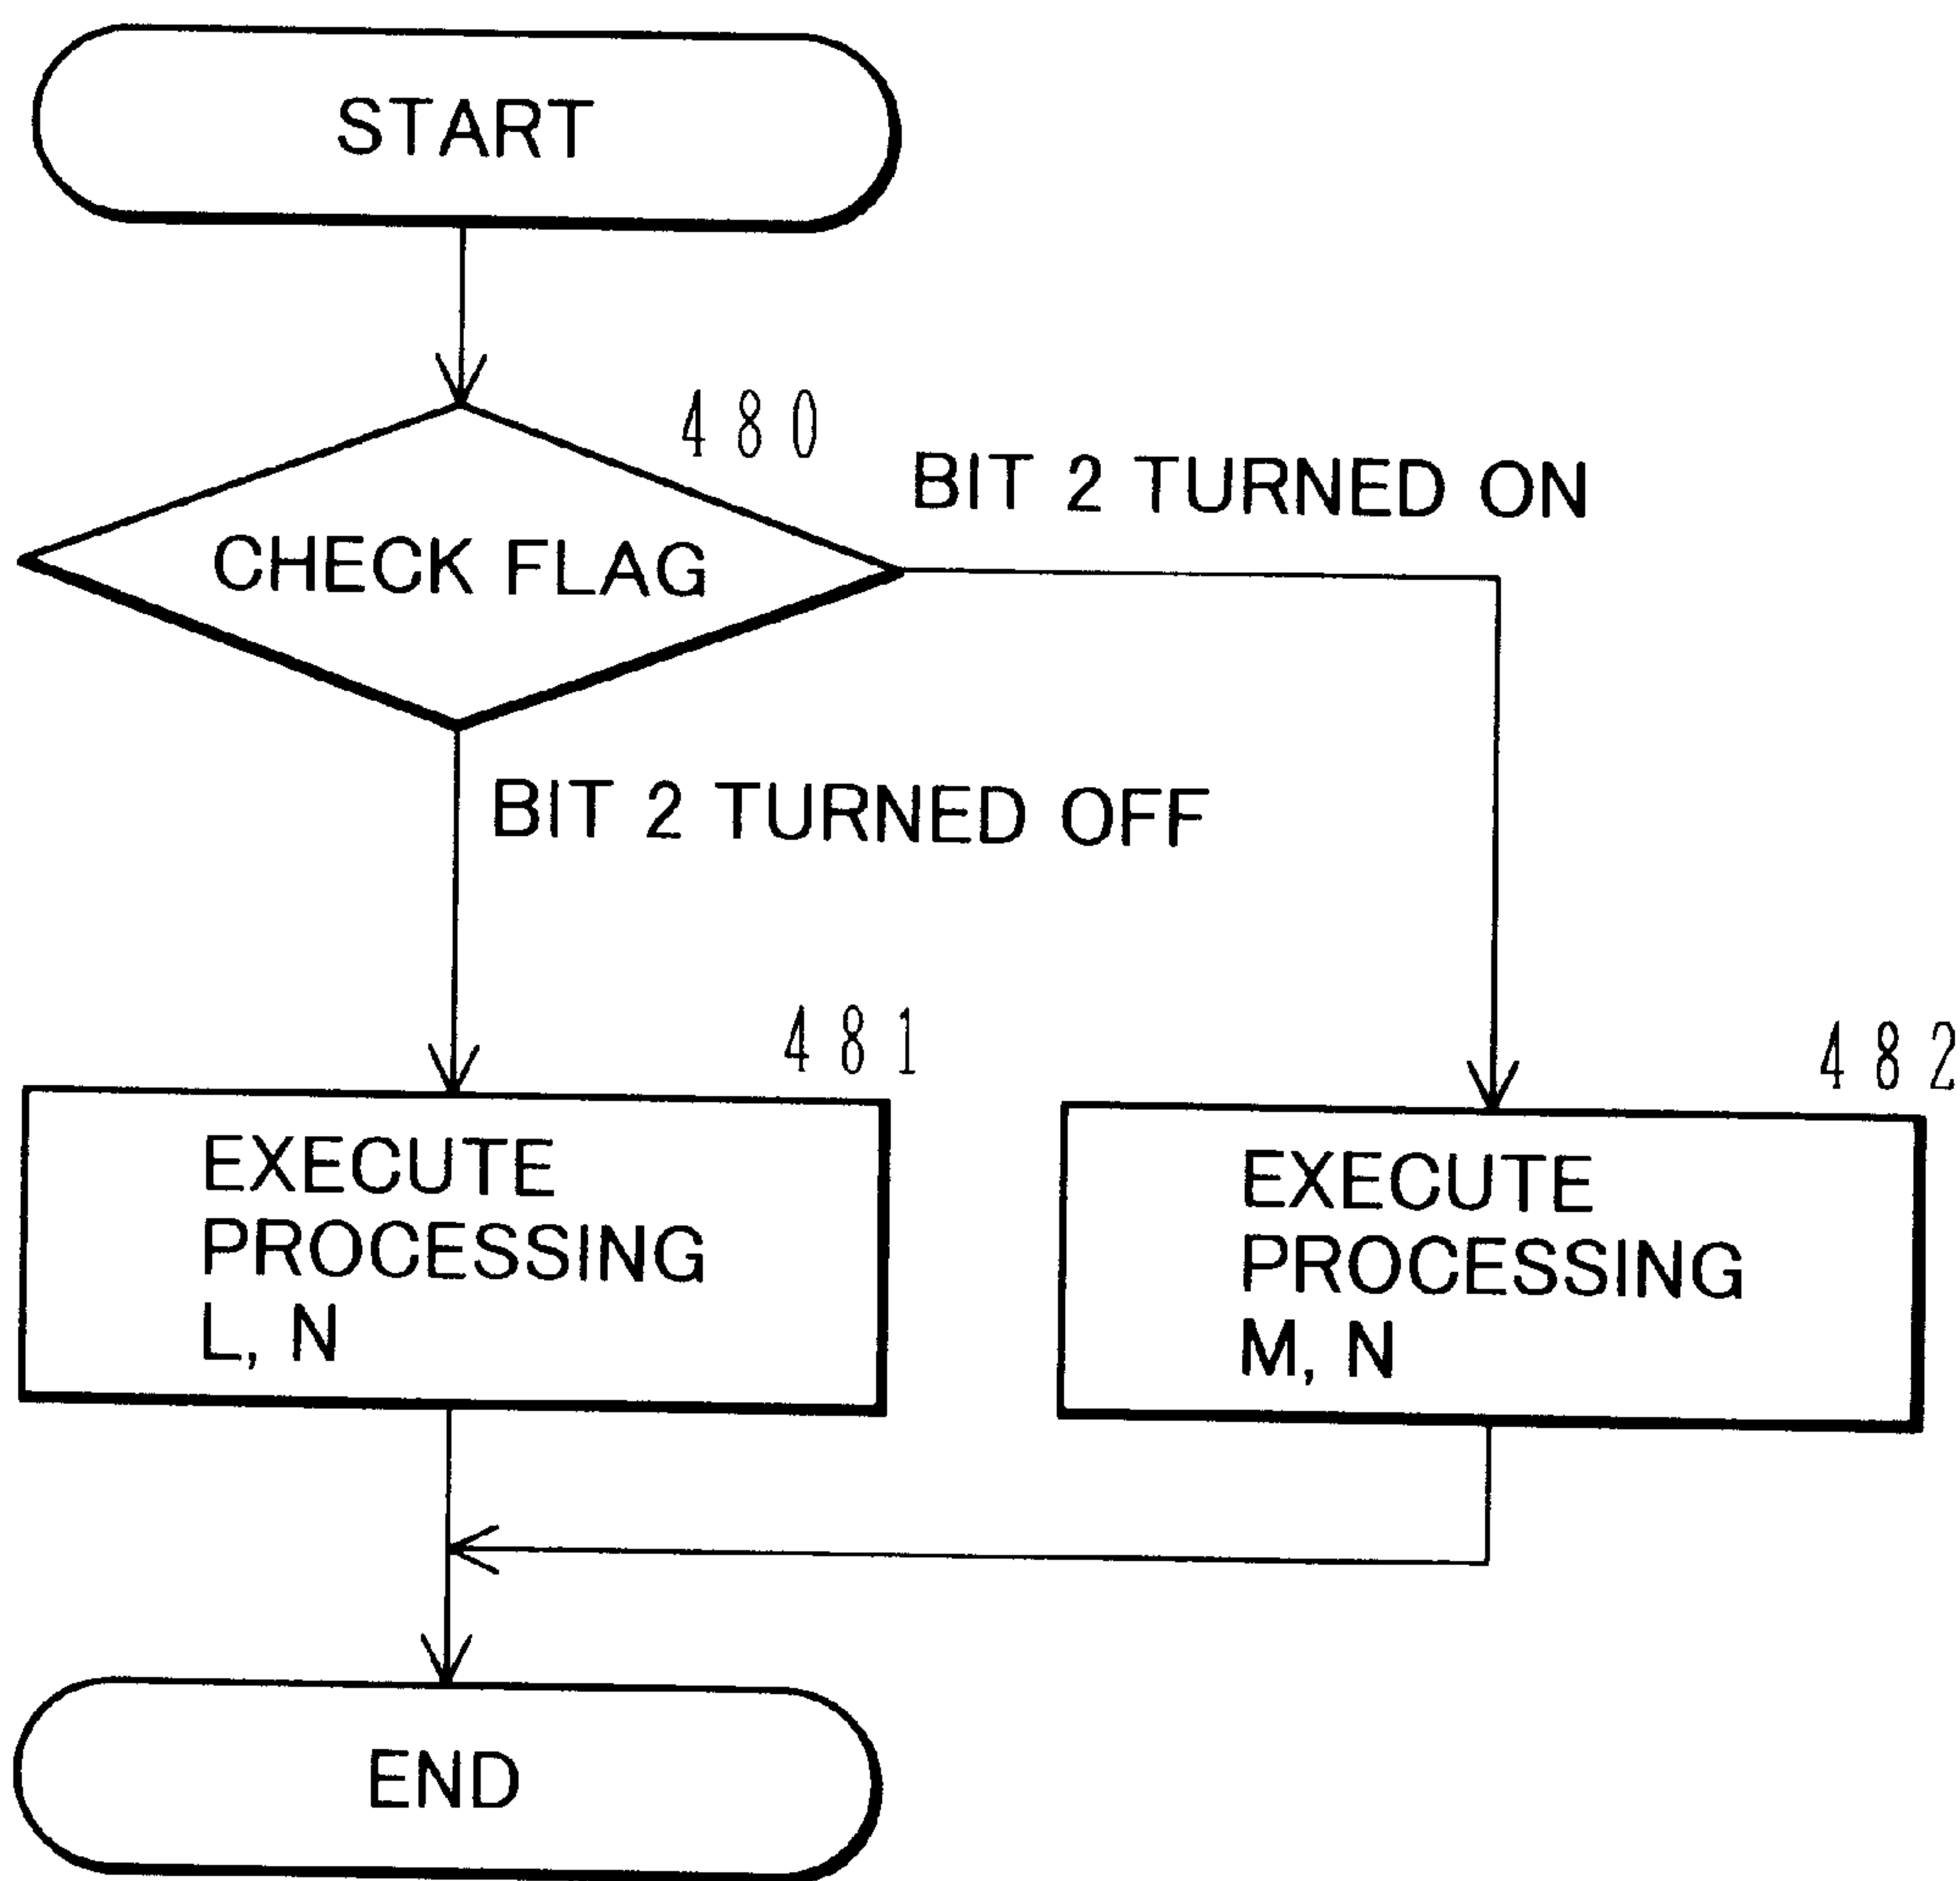 START
480
BIT 2 TURNED ON
CHECK FLAG
BIT 2 TURNED OFF
481
EXECUTE
PROCESSING
L, N
482
EXECUTE
PROCESSING
M, N
END